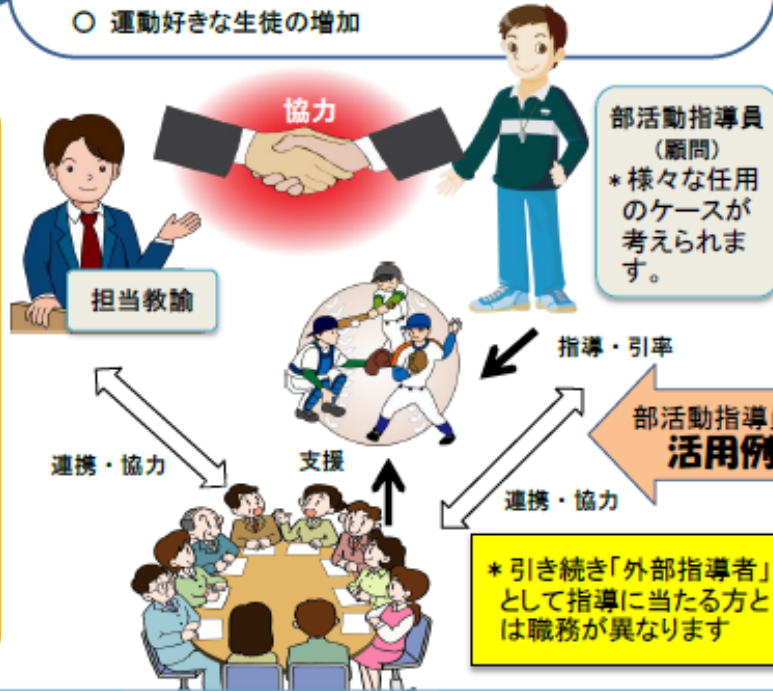 ○ 運動好きな生徒の増加
協力
部活動指導員
(顧問)
*様々な任用
のケースが
考えられま
す。
担当教諭
指導・引率
部活動指導
活用例
連携・協力
支援
連携・協力
*引き続き「外部指導者」
として指導に当たる方と
は職務が異なります